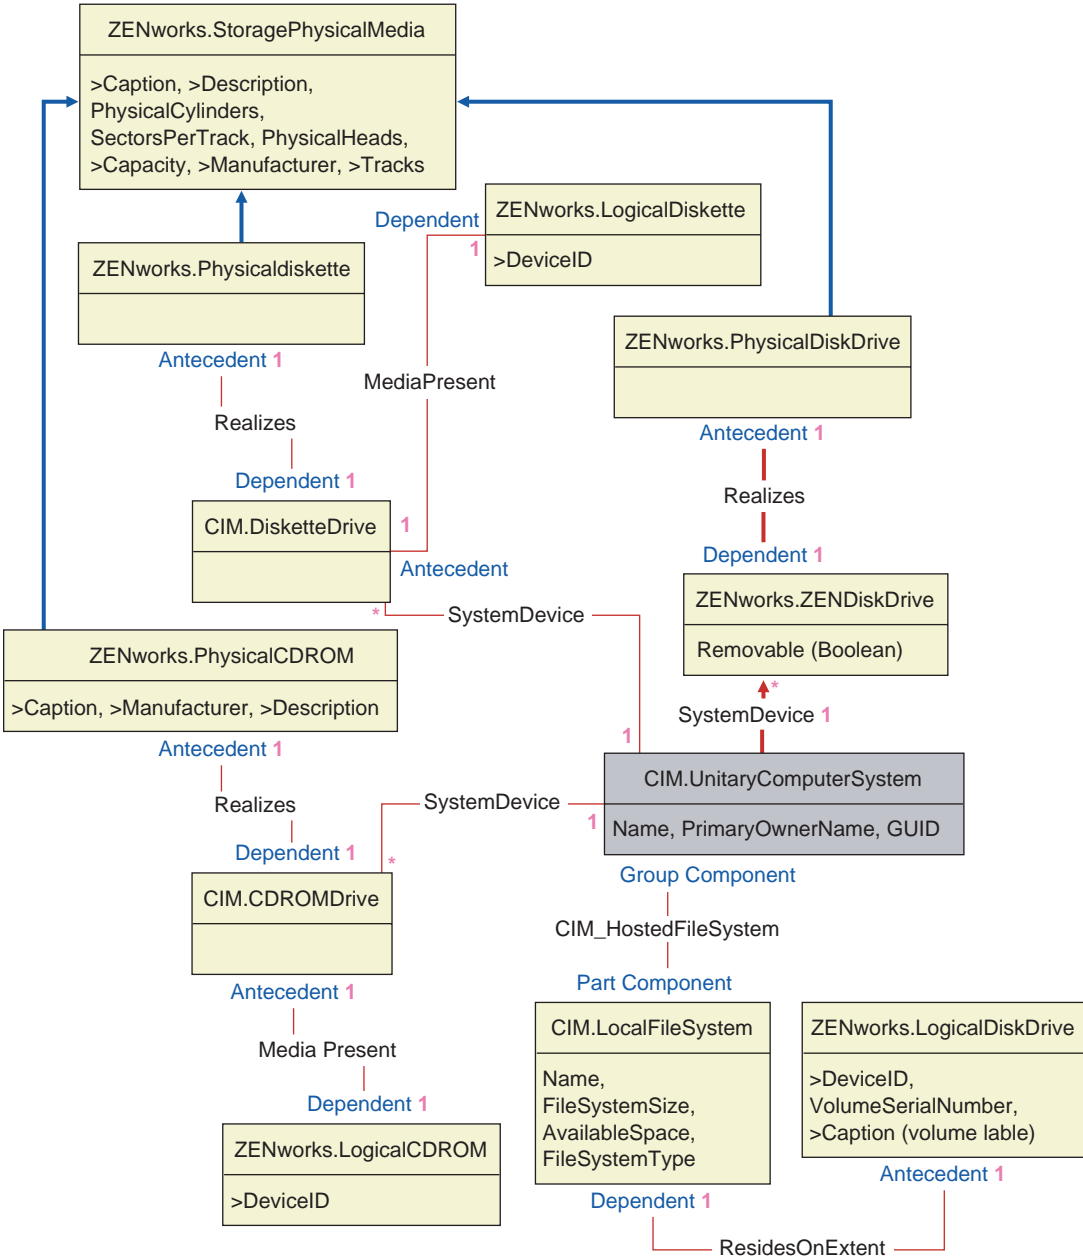 ZENworks.StoragePhysicalMedia
>Caption, >Description,
PhysicalCylinders,
SectorsPerTrack, PhysicalHeads,
>Capacity, >Manufacturer, >Tracks
Dependent
1
ZENworks.LogicalDiskette
>DeviceID
ZENworks.Physicaldiskette
Antecedent 1
Realizes
Dependent 1
MediaPresent
ZENworks.PhysicalDiskDrive
Antecedent 1
Realizes
Dependent 1
CIM.DisketteDrive
1
Antecedent
*
SystemDevice
1
ZENworks.ZENDiskDrive
Removable (Boolean)
*
SystemDevice 1
ZENworks.PhysicalCDROM
>Caption, >Manufacturer, >Description
Antecedent 1
Realizes
Dependent 1
*
SystemDevice
1
CIM.UnitaryComputerSystem
Name, PrimaryOwnerName, GUID
Group Component
CIM_HostedFileSystem
Part Component
CIM.CDROMDrive
Antecedent 1
Media Present
Dependent 1
ZENworks.LogicalCDROM
>DeviceID
CIM.LocalFileSystem
Name,
FileSystemSize,
AvailableSpace,
FileSystemType
Dependent 1
ZENworks.LogicalDiskDrive
>DeviceID,
VolumeSerialNumber,
>Caption (volume lable)
Antecedent 1
ResidesOnExtent